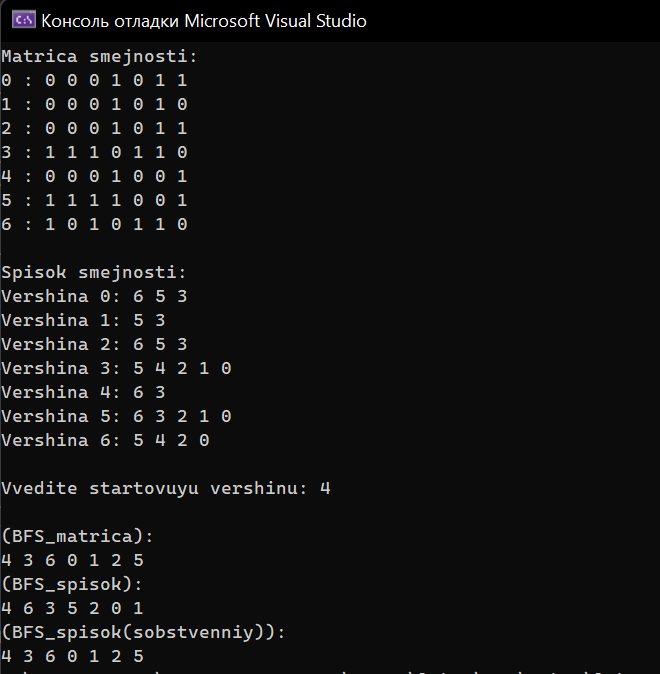 C:\ Консоль отладки Microsoft Visual Studio
Matrica smejnosti:
0 : 0 0 0 1 0 1 1
1 : 0 0 0 1 0 1 0
2 : 0 0 0 1 0 1 1
3 : 1 1 1 0 1 1 0
4 : 0 0 0 1 0 0 1
5 : 1 1 1 1 0 0 1
6 : 1 0 1 0 1 1 0
Spisok smejnosti:
Vershina 0: 6 5 3
Vershina 1: 5 3
Vershina 2: 6 5 3
Vershina 3: 5 4 2 1 0
Vershina 4: 6 3
Vershina 5: 6 3 2 1 0
Vershina 6: 5 4 2 0
Vvedite startovuyu vershinu: 4
(BFS_matrica):
4 3 6 0 1 2 5
(BFS_spisok):
4 6 3 5 2 0 1
(BFS_spisok(sobstvenniy)):
4 3 6 0 1 2 5